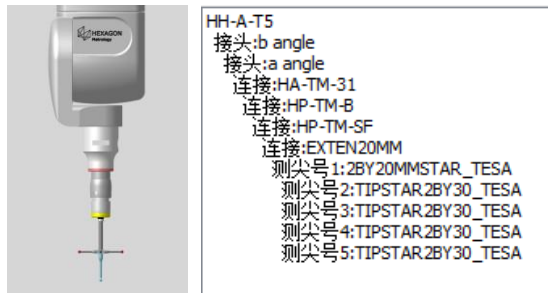 HEXAGON
Metrology
HH-A-T5
接头:b angle
接头:a angle
连接:HA-TM-31
连接:HP-TM-B
连接:HP-TM-SF
连接:EXTEN20MM
测尖号1:2BY20MMSTAR_TESA
测尖号2:TIPSTAR2BY30_TESA
测尖号3:TIPSTAR2BY30_TESA
测尖号4:TIPSTAR2BY30_TESA
测尖号5:TIPSTAR2BY30_TESA